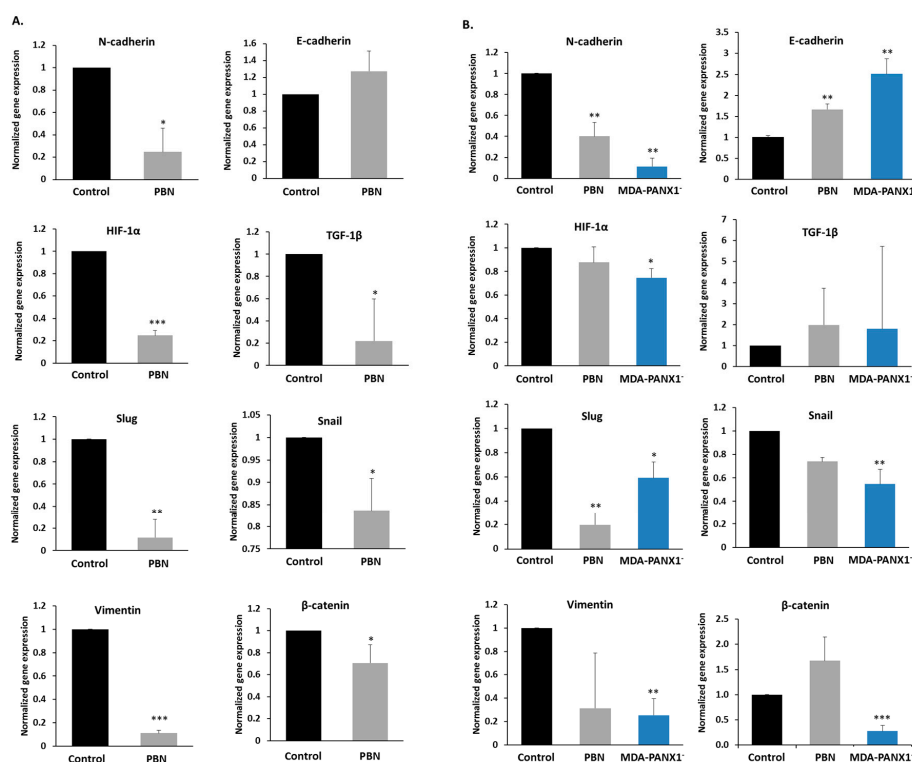 A.
N-cadherin
Normalized gene expression
1.2
1
0.8
0.6
0.4
0.2
0
*
Control PBN
E-cadherin
Normalized gene expression
1.6
1.4
1.2
1
0.8
0.6
0.4
0.2
0
Control PBN
HIF-1α
Normalized gene expression
1.2
1
0.8
0.6
0.4
0.2
0
***
Control PBN
TGF-1β
Normalized gene expression
1.2
1
0.8
0.6
0.4
0.2
0
*
Control PBN
Slug
Normalized gene expression
1.2
1
0.8
0.6
0.4
0.2
0
**
Control PBN
Snail
Normalized gene expression
1.05
1
0.95
0.9
0.85
0.8
0.75
*
Control PBN
Vimentin
Normalized gene expression
1.2
1
0.8
0.6
0.4
0.2
0
***
Control PBN
β-catenin
Normalized gene expression
1.2
1
0.8
0.6
0.4
0.2
0
*
Control PBN
B.
N-cadherin
Normalized gene expression
1.2
1
0.8
0.6
0.4
0.2
0
**
**
Control PBN MDA-PANX1-
E-cadherin
Normalized gene expression
3.5
3
2.5
2
1.5
1
0.5
0
**
**
Control PBN MDA-PANX1-
HIF-1α
Normalized gene expression
1.2
1
0.8
0.6
0.4
0.2
0
*
Control PBN MDA-PANX1-
TGF-1β
Normalized gene expression
7
6
5
4
3
2
1
0
Control PBN MDA-PANX1-
Slug
Normalized gene expression
1.2
1
0.8
0.6
0.4
0.2
0
**
*
Control PBN MDA-PANX1-
Snail
Normalized gene expression
1.2
1
0.8
0.6
0.4
0.2
0
**
Control PBN MDA-PANX1-
Vimentin
Normalized gene expression
1.2
1
0.8
0.6
0.4
0.2
0
**
Control PBN MDA-PANX1-
β-catenin
Normalized gene expression
2.5
2.0
1.5
1.0
0.5
0.0
***
Control PBN MDA-PANX1-